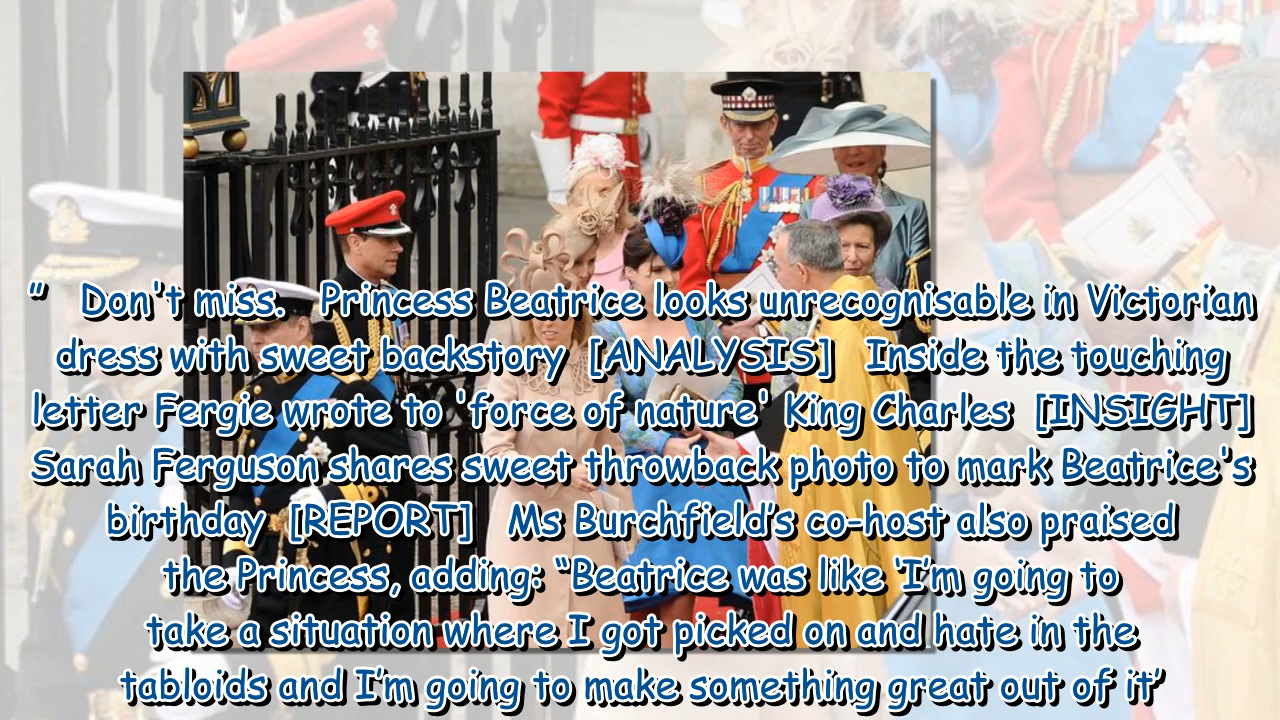 ”   Don't miss.   Princess Beatrice looks unrecognisable in Victorian
dress with sweet backstory  [ANALYSIS]   Inside the touching
letter Fergie wrote to 'force of nature' King Charles  [INSIGHT]
Sarah Ferguson shares sweet throwback photo to mark Beatrice's
birthday  [REPORT]   Ms Burchfield’s co-host also praised
the Princess, adding: “Beatrice was like ‘I’m going to
take a situation where I got picked on and hate in the
tabloids and I’m going to make something great out of it’